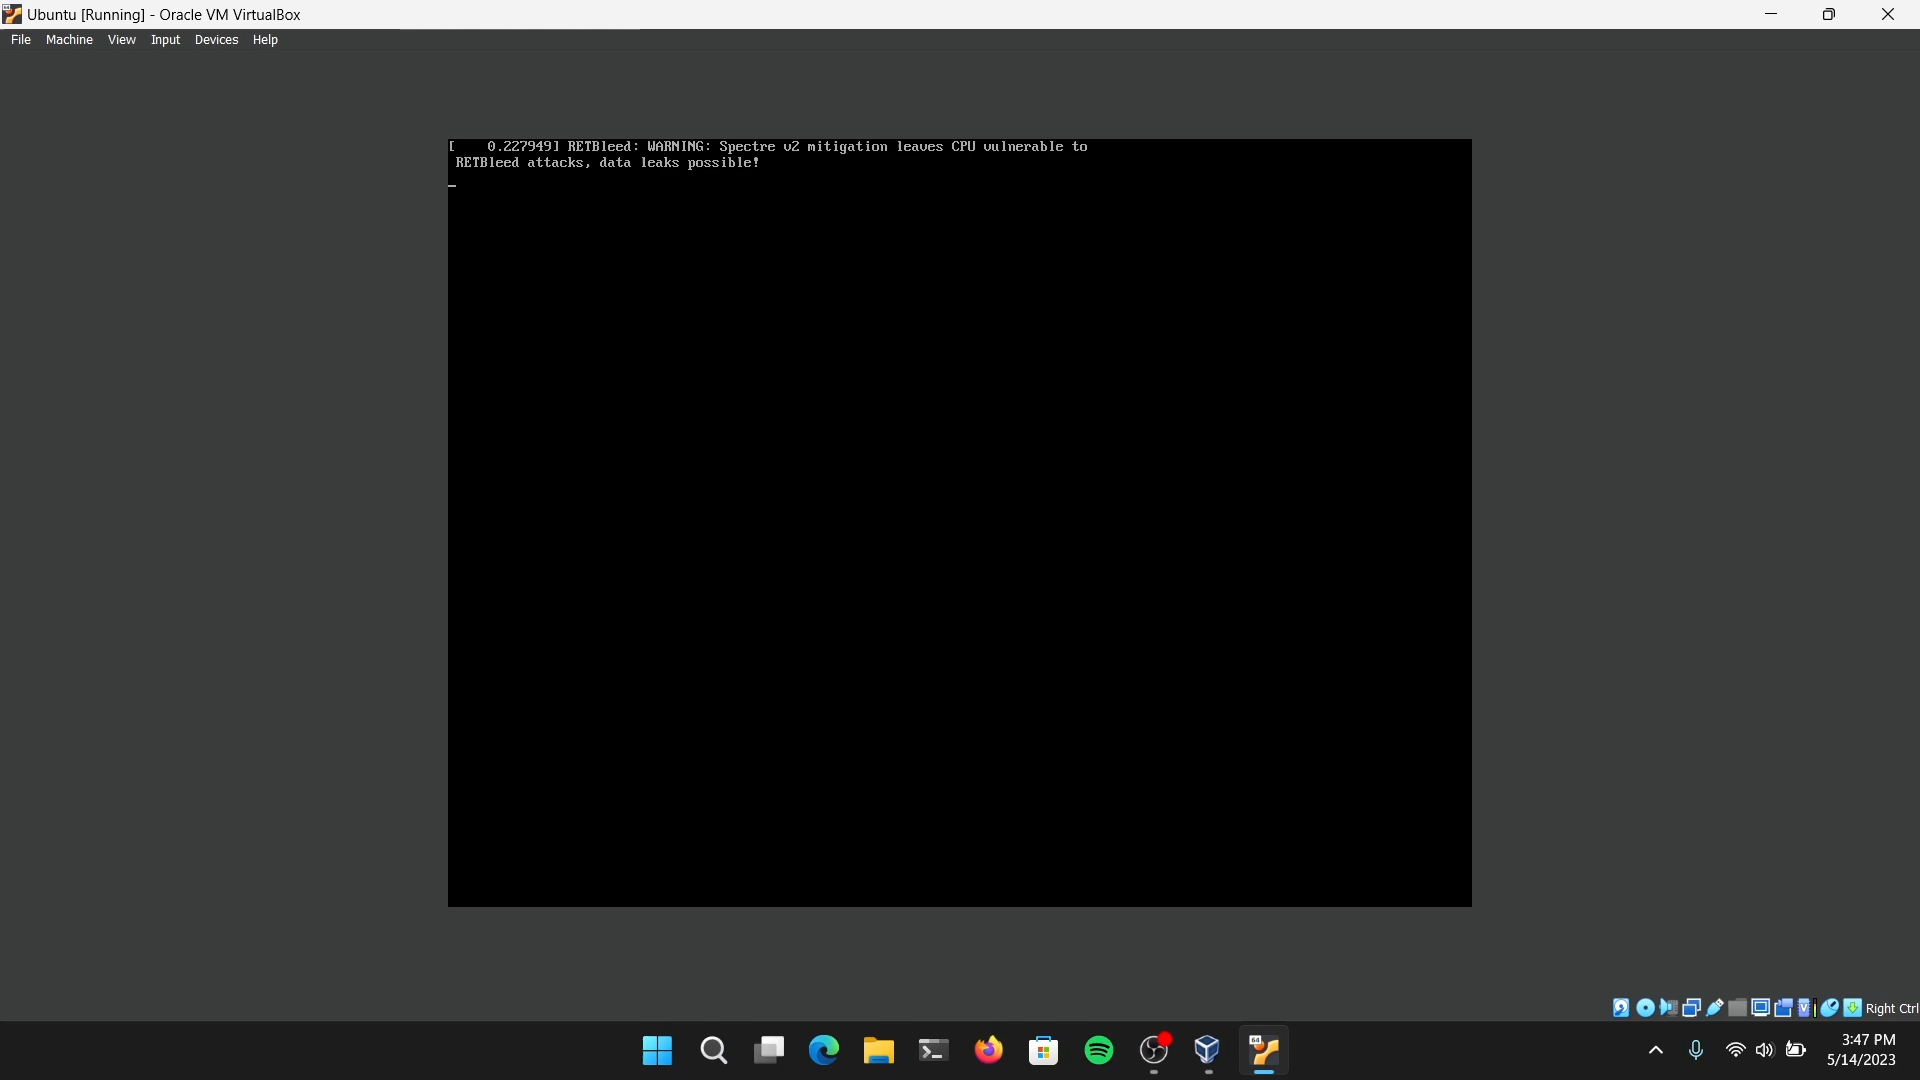 Ubuntu [Running] - Oracle VM VirtualBox
File Machine View Input Devices Help
[    0.227949] RETBleed: WARNING: Spectre v2 mitigation leaves CPU vulnerable to
RETBleed attacks, data leaks possible!
Right Ctrl
64
3:47 PM
5/14/2023